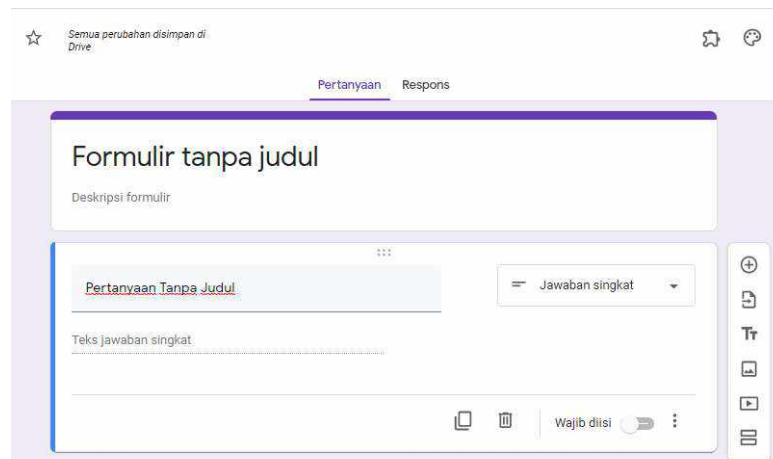 Semua perubahan disimpan di
Drive
Pertanyaan Respons
Formulir tanpa judul
Deskripsi formulir
Pertanyaan Tanpa Judul
Jawaban singkat
Teks jawaban singkat
Wajib diisi
Tт